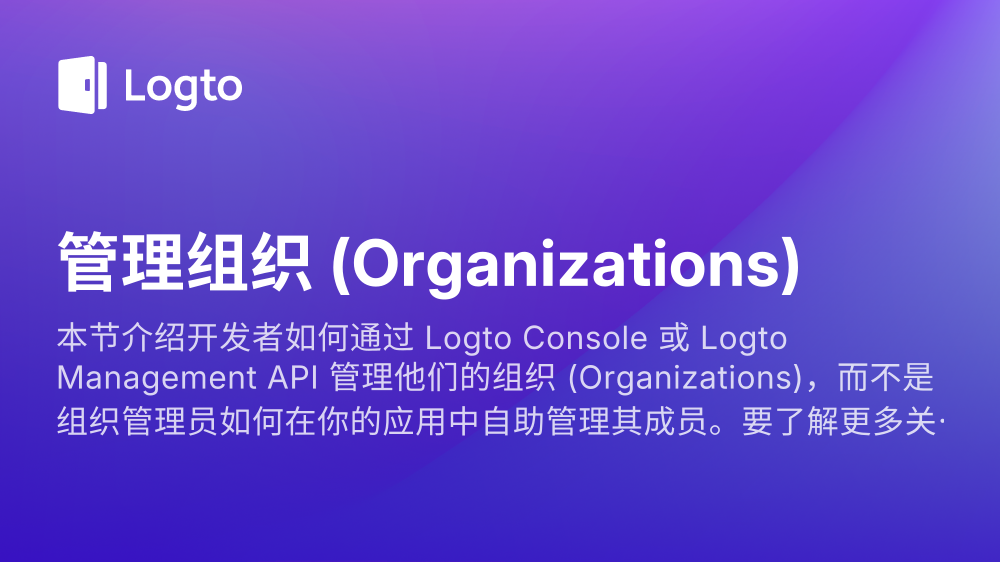 Logto
管理组织 (Organizations)
本节介绍开发者如何通过 Logto Console 或 Logto
Management API 管理他们的组织 (Organizations)，而不是
组织管理员如何在你的应用中自助管理其成员。要了解更多关·